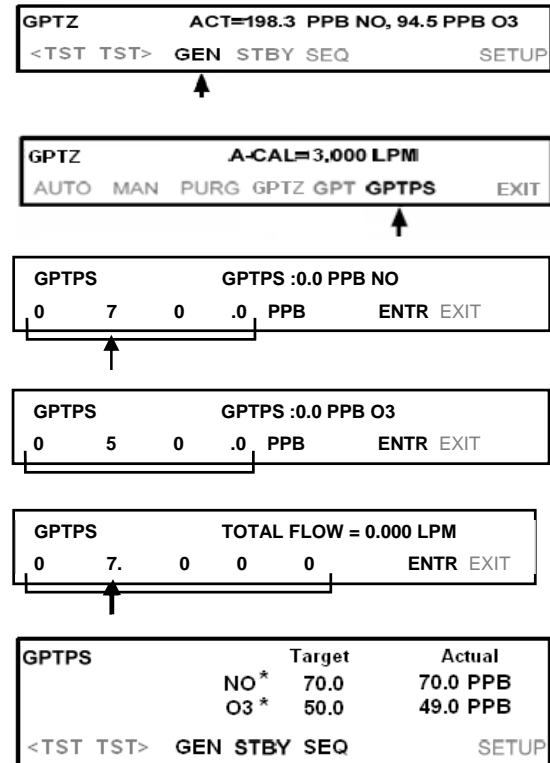 GPTZ ACT=198.3 PPB NO, 94.5 PPB O3
<TST TST> GEN STBY SEQ SETUP
GPTZ A-CAL=3.000 LPM
AUTO MAN PURG GPTZ GPT GPTPS EXIT
GPTPS GPTPS :0.0 PPB NO
0 7 0 .0 PPB ENTR EXIT
GPTPS GPTPS :0.0 PPB O3
0 5 0 .0 PPB ENTR EXIT
GPTPS TOTAL FLOW = 0.000 LPM
0 7. 0 0 0 ENTR EXIT
GPTPS Target Actual
NO* 70.0 70.0 PPB
O3 * 50.0 49.0 PPB
<TST TST> GEN STBY SEQ SETUP